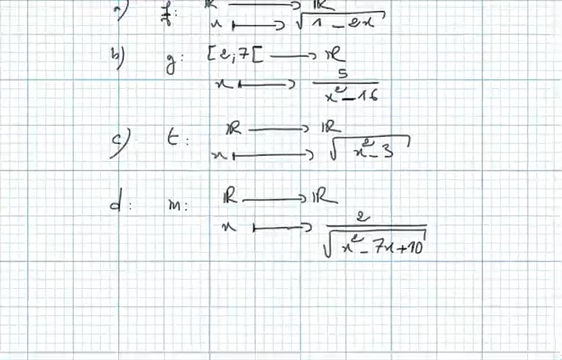 a) f: ℝ ⟶ ℝ
x ⟼ √(1 - 2x)
b) g: [2;7[ ⟶ ℝ
x ⟼ 5/(x² - 16)
c) t: ℝ ⟶ ℝ
x ⟼ √(x² - 3)
d: m: ℝ ⟶ ℝ
x ⟼ 2/√(x² - 7x + 10)